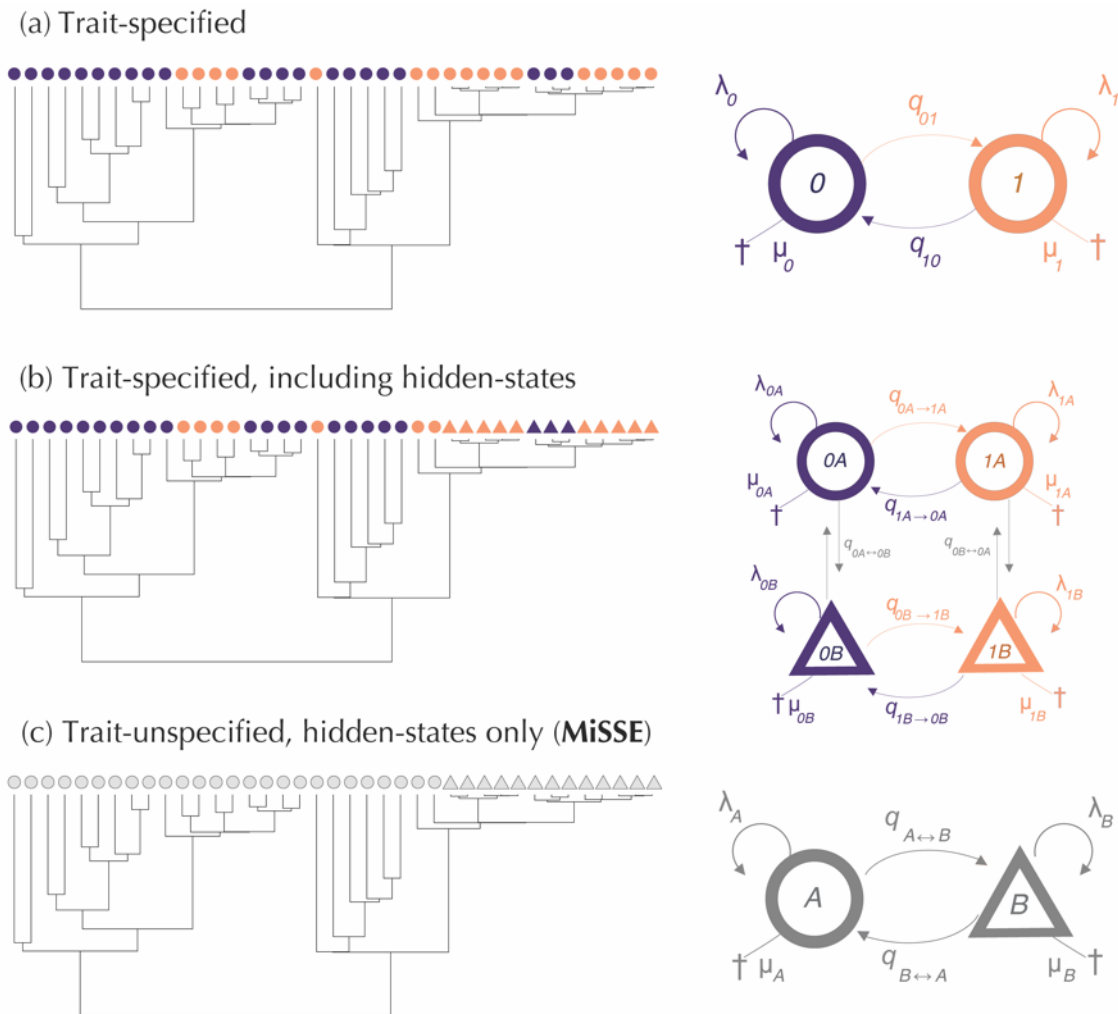 (a) Trait-specified
λ0
q01
λ1
0
1
† μ0
q10
μ1 †
(b) Trait-specified, including hidden-states
λ0A
q0A→1A
λ1A
0A
1A
μ0A
μ1A
†
q1A→0A
†
q0A↔0B
q0B↔0A
λ0B
q0B→1B
λ1B
0B
1B
† μ0B
q1B→0B
μ1B †
(c) Trait-unspecified, hidden-states only (MiSSE)
λA
qA↔B
λB
A
B
† μA
qB↔A
μB †